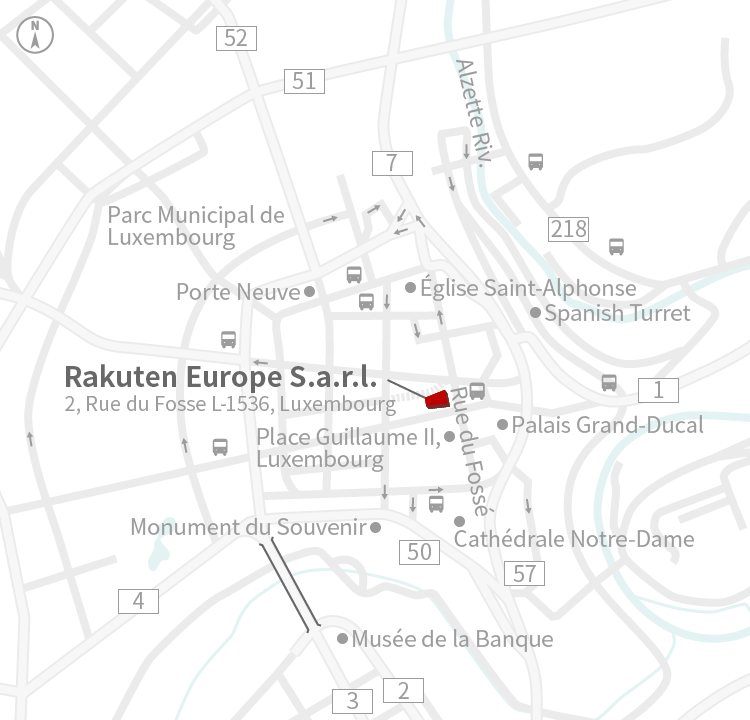 N
52
51
Alzette Riv.
7
Parc Municipal de
Luxembourg
218
Porte Neuve
Église Saint-Alphonse
Spanish Turret
Rakuten Europe S.a.r.l.
2, Rue du Fosse L-1536, Luxembourg
1
Rue du Fossé
Palais Grand-Ducal
Place Guillaume II,
Luxembourg
Monument du Souvenir
Cathédrale Notre-Dame
50
57
4
Musée de la Banque
2
3